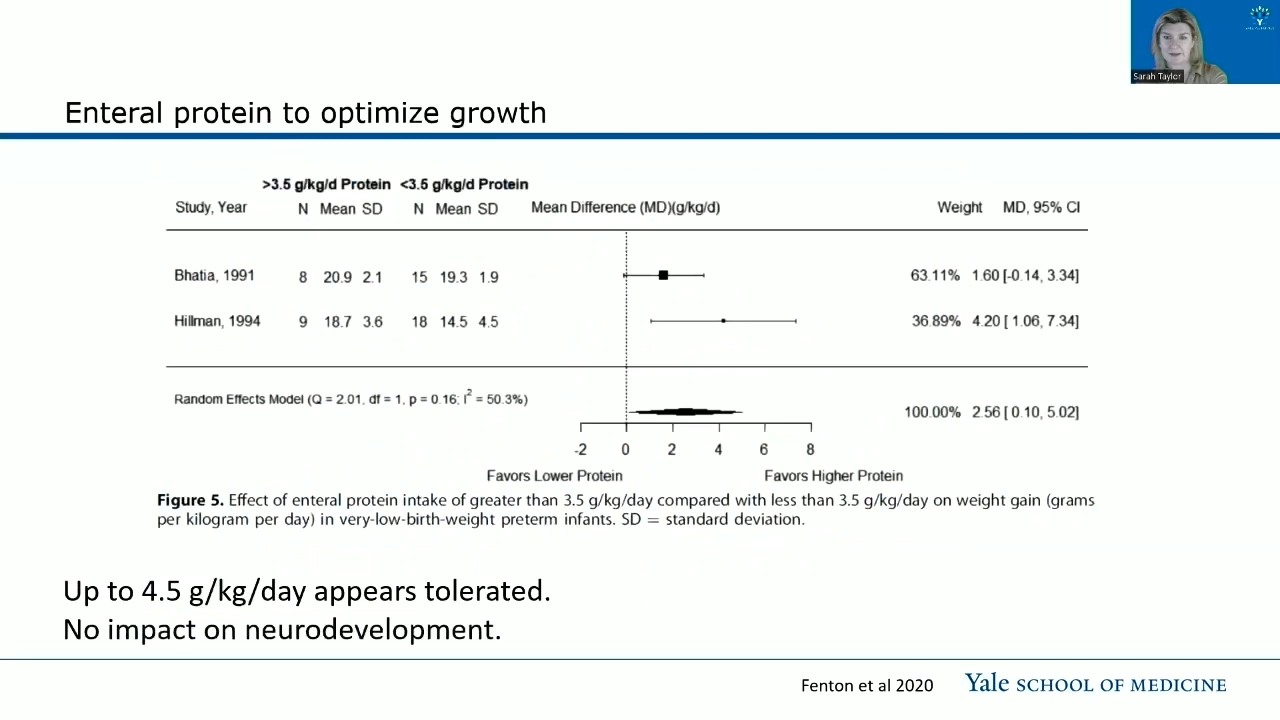 Sarah Taylor
Enteral protein to optimize growth
>3.5 g/kg/d Protein <3.5 g/kg/d Protein
Study, Year N Mean SD N Mean SD Mean Difference (MD)(g/kg/d) Weight MD, 95% CI
Bhatia, 1991 8 20.9 2.1 15 19.3 1.9 63.11% 1.60 [-0.14, 3.34]
Hillman, 1994 9 18.7 3.6 18 14.5 4.5 36.89% 4.20 [ 1.06, 7.34]
Random Effects Model (Q = 2.01, df = 1, p = 0.16; I² = 50.3%) 100.00% 2.56 [ 0.10, 5.02]
-2 0 2 4 6 8
Favors Lower Protein Favors Higher Protein
Figure 5. Effect of enteral protein intake of greater than 3.5 g/kg/day compared with less than 3.5 g/kg/day on weight gain (grams
per kilogram per day) in very-low-birth-weight preterm infants. SD = standard deviation.
Up to 4.5 g/kg/day appears tolerated.
No impact on neurodevelopment.
Fenton et al 2020 Yale SCHOOL OF MEDICINE